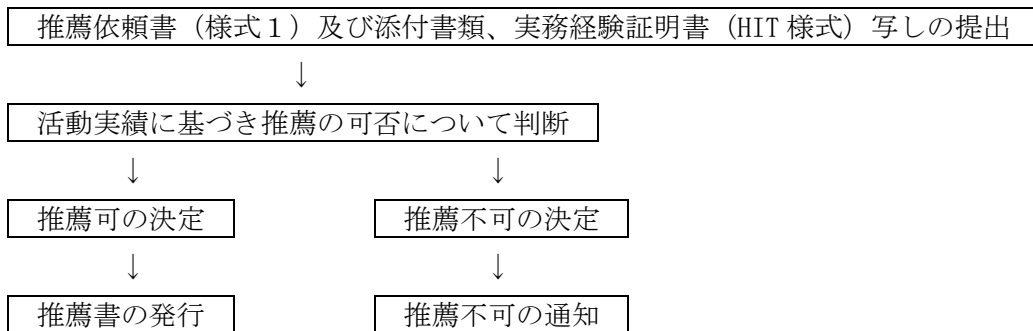 推薦依頼書（様式１）及び添付書類、実務経験証明書（HIT 様式）写しの提出
↓
活動実績に基づき推薦の可否について判断
↓ ↓
推薦可の決定 推薦不可の決定
↓ ↓
推薦書の発行 推薦不可の通知